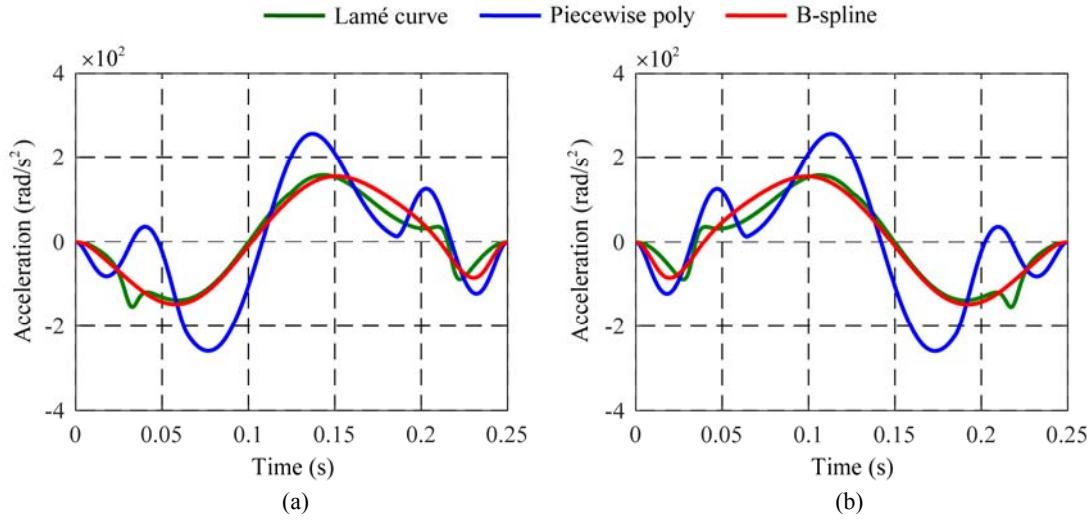 Lamé curve Piecewise poly B-spline
×10²
4
2
0
-2
-4
Acceleration (rad/s²)
0 0.05 0.1 0.15 0.2 0.25
Time (s)
(a)
×10²
4
2
0
-2
-4
Acceleration (rad/s²)
0 0.05 0.1 0.15 0.2 0.25
Time (s)
(b)